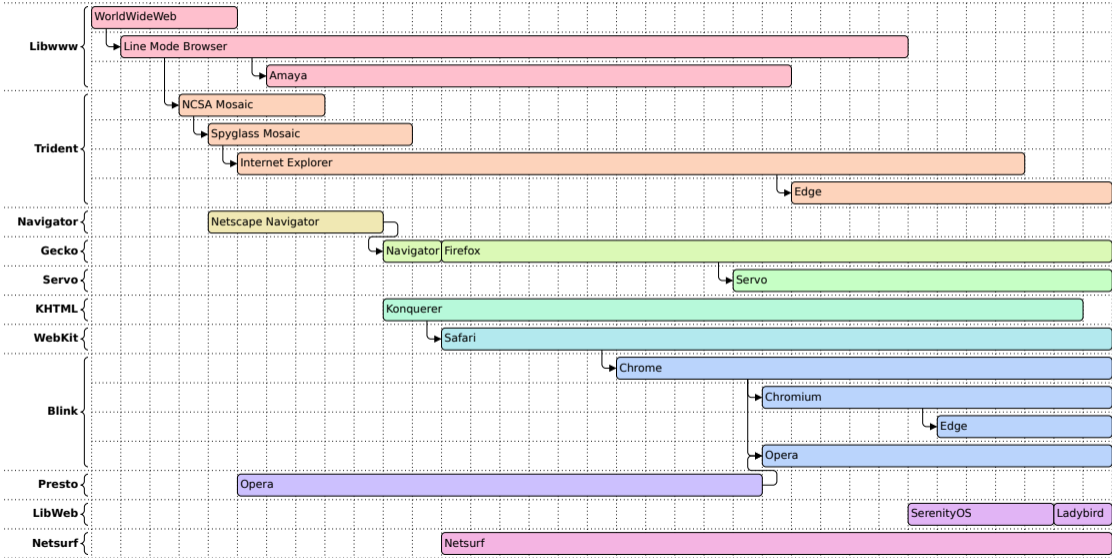 WorldWideWeb
Libwww
Line Mode Browser
Amaya
NCSA Mosaic
Spyglass Mosaic
Trident
Internet Explorer
Edge
Navigator
Netscape Navigator
Gecko
Navigator
Firefox
Servo
Servo
KHTML
Konquerer
WebKit
Safari
Chrome
Chromium
Blink
Edge
Opera
Presto
Opera
LibWeb
SerenityOS
Ladybird
Netsurf
Netsurf